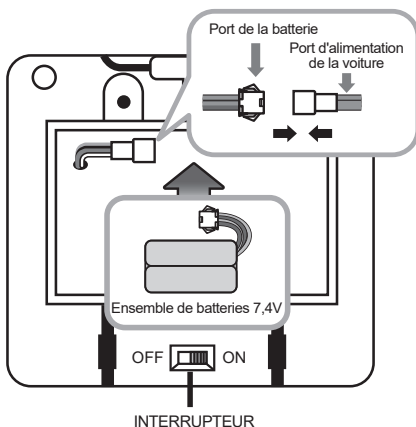 Port de la batterie
Port d'alimentation
de la voiture
Ensemble de batteries 7,4V
OFF ON
INTERRUPTEUR